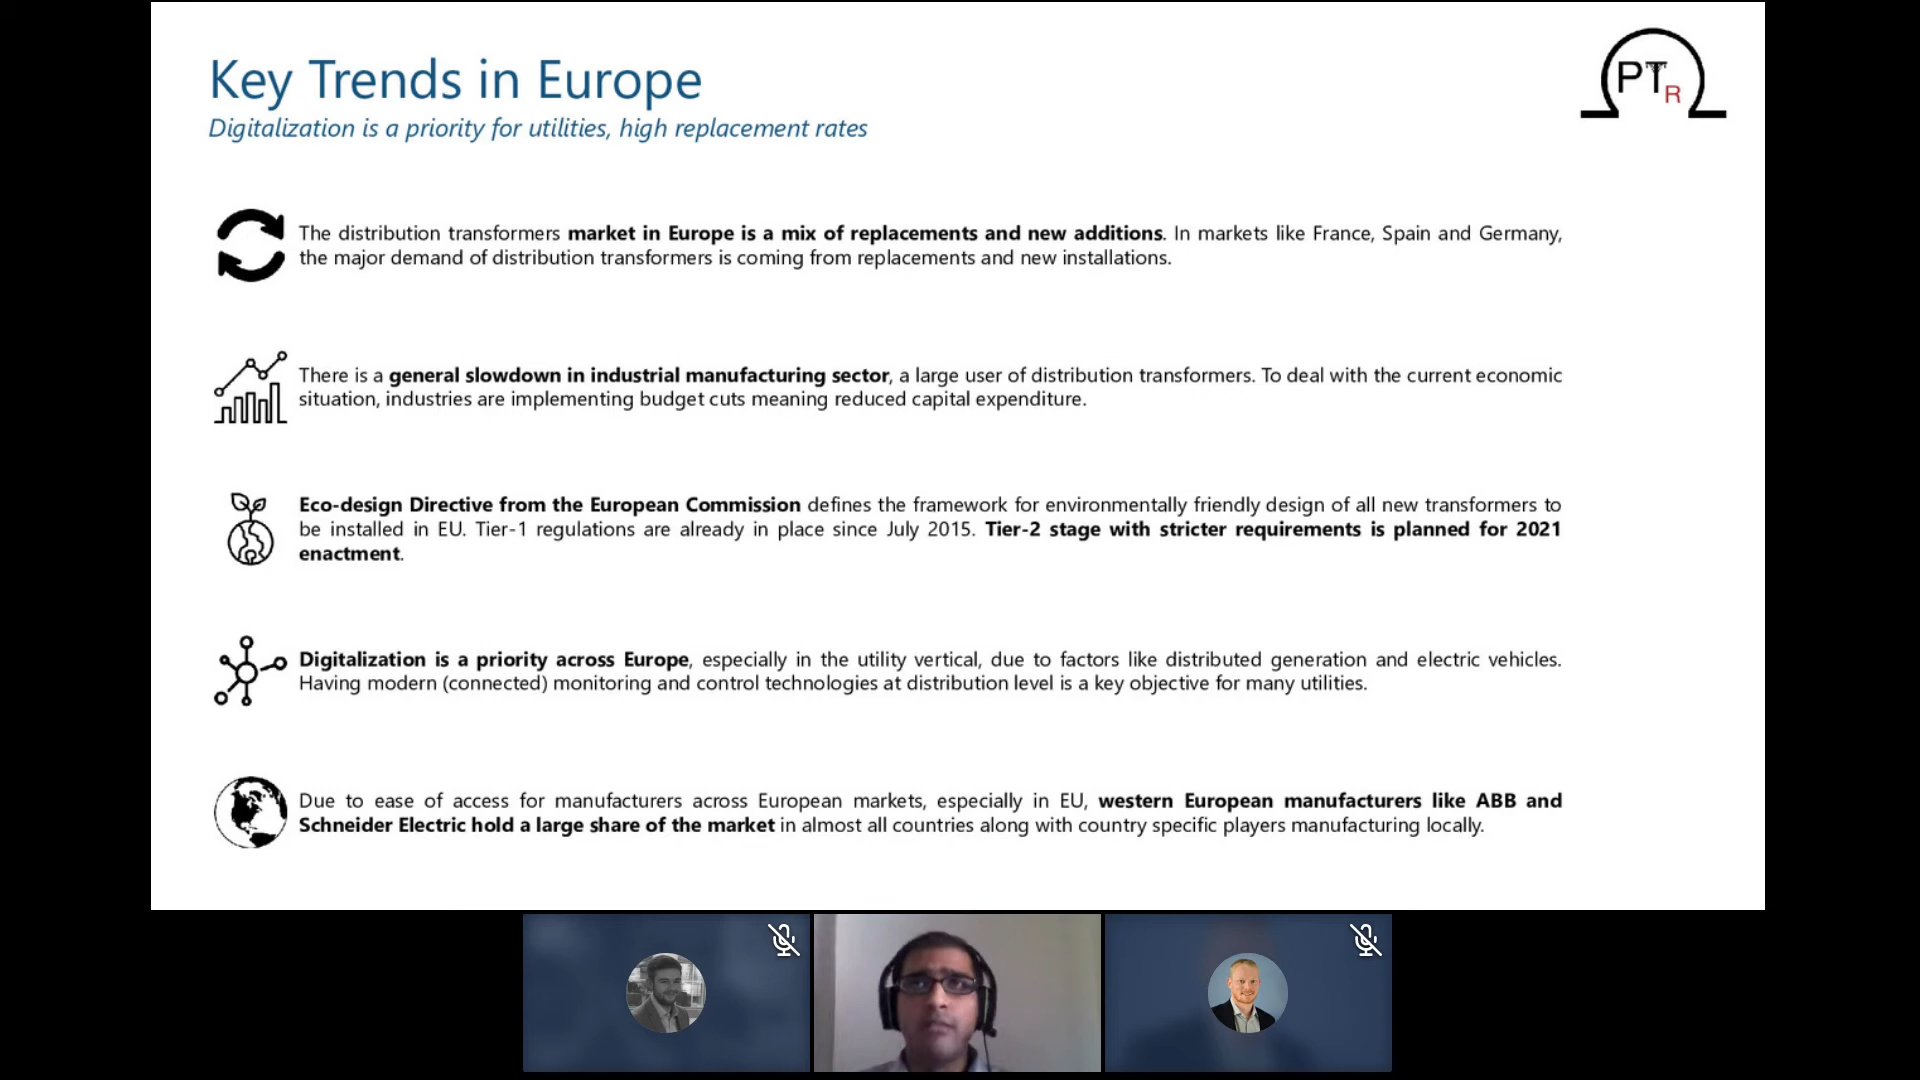 Key Trends in Europe
Digitalization is a priority for utilities, high replacement rates
PT
R
The distribution transformers market in Europe is a mix of replacements and new additions. In markets like France, Spain and Germany,
the major demand of distribution transformers is coming from replacements and new installations.
There is a general slowdown in industrial manufacturing sector, a large user of distribution transformers. To deal with the current economic
situation, industries are implementing budget cuts meaning reduced capital expenditure.
Eco-design Directive from the European Commission defines the framework for environmentally friendly design of all new transformers to
be installed in EU. Tier-1 regulations are already in place since July 2015. Tier-2 stage with stricter requirements is planned for 2021
enactment.
Digitalization is a priority across Europe, especially in the utility vertical, due to factors like distributed generation and electric vehicles.
Having modern (connected) monitoring and control technologies at distribution level is a key objective for many utilities.
Due to ease of access for manufacturers across European markets, especially in EU, western European manufacturers like ABB and
Schneider Electric hold a large share of the market in almost all countries along with country specific players manufacturing locally.